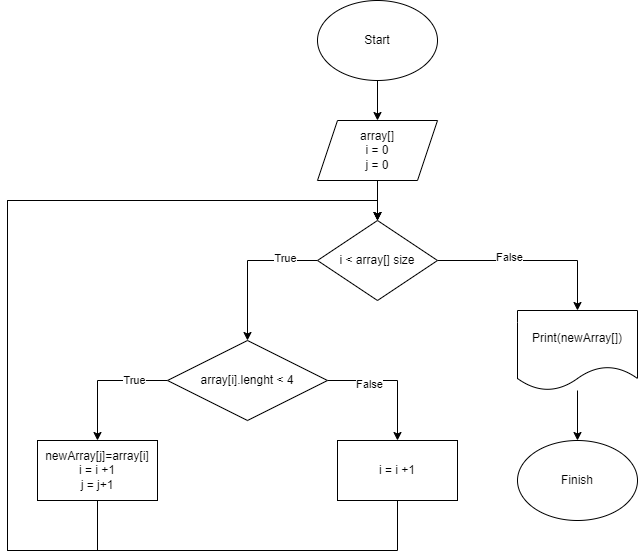 Start
array[]
i = 0
j = 0
i < array[] size
True
False
Print(newArray[])
array[i].lenght < 4
True
False
newArray[j]=array[i]
i = i +1
j = j+1
i = i +1
Finish